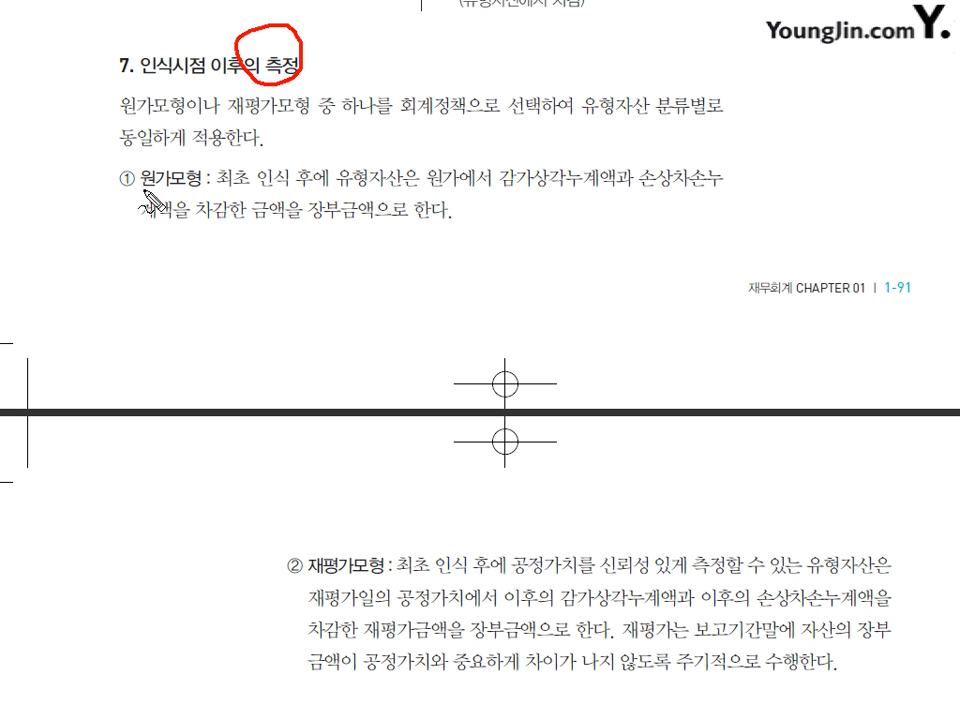 (유형자산에서 차감)
YoungJin.com Y.
7. 인식시점 이후의 측정
원가모형이나 재평가모형 중 하나를 회계정책으로 선택하여 유형자산 분류별로
동일하게 적용한다.
① 원가모형 : 최초 인식 후에 유형자산은 원가에서 감가상각누계액과 손상차손누
계액을 차감한 금액을 장부금액으로 한다.
재무회계 CHAPTER 01 | 1-91
② 재평가모형 : 최초 인식 후에 공정가치를 신뢰성 있게 측정할 수 있는 유형자산은
재평가일의 공정가치에서 이후의 감가상각누계액과 이후의 손상차손누계액을
차감한 재평가금액을 장부금액으로 한다. 재평가는 보고기간말에 자산의 장부
금액이 공정가치와 중요하게 차이가 나지 않도록 주기적으로 수행한다.